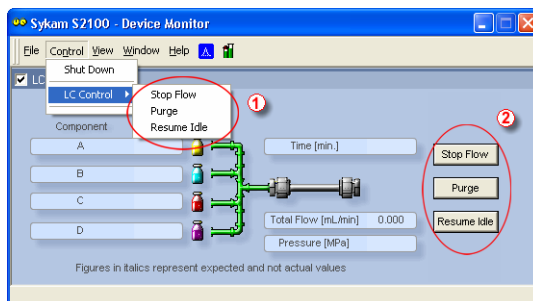 Sykam S2100 - Device Monitor
File Control View Window Help
Shut Down
LC
LC Control
Stop Flow
Purge
Resume Idle
1
2
Component
A
B
C
D
Time [min.]
Total Flow [mL/min] 0.000
Pressure [MPa]
Stop Flow
Purge
Resume Idle
Figures in italics represent expected and not actual values